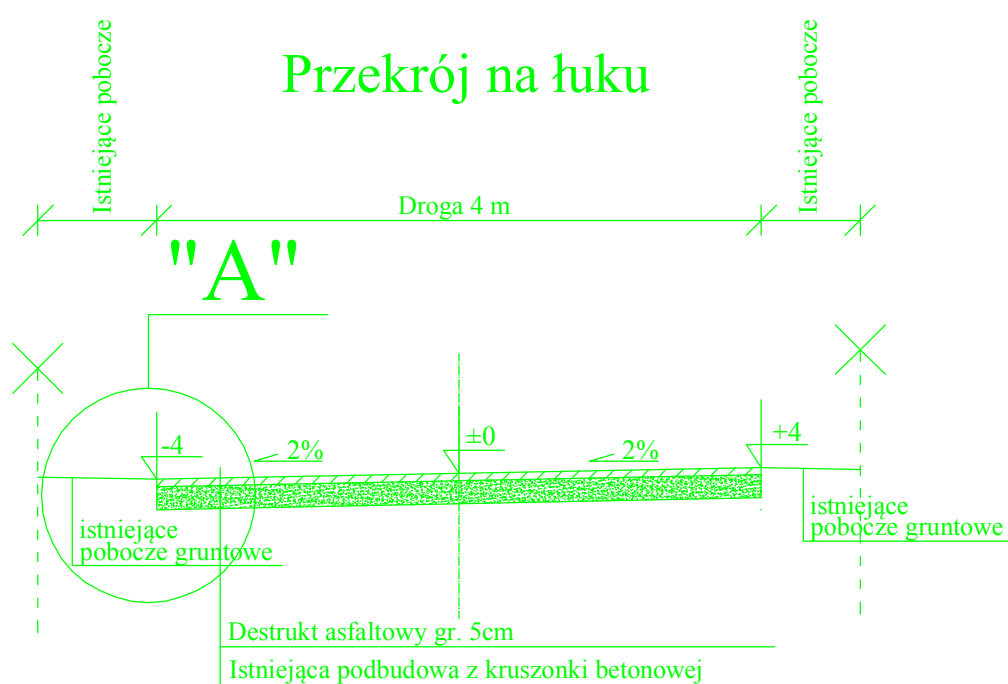 Istniejące pobocze
Przekrój na łuku
Istniejące pobocze
Droga 4 m
"A"
-4
2%
±0
2%
+4
istniejące
pobocze gruntowe
istniejące
pobocze gruntowe
Destrukt asfaltowy gr. 5cm
Istniejąca podbudowa z kruszonki betonowej